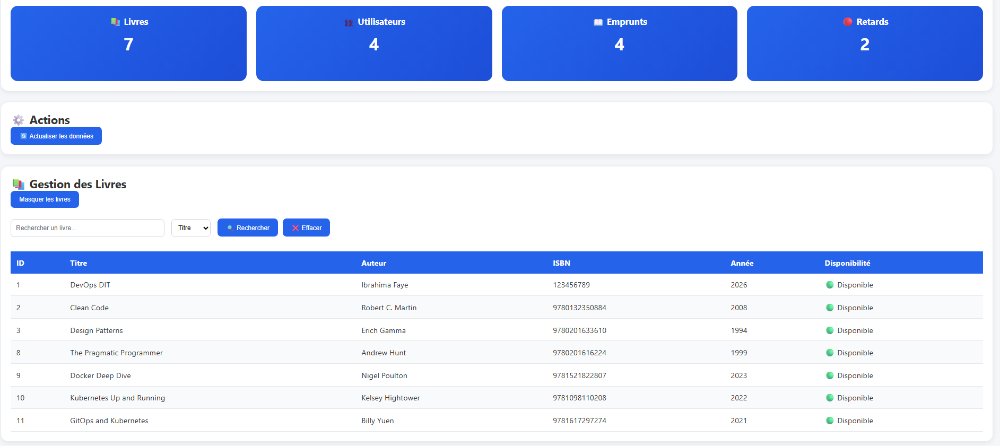 📚 Livres
7
👥 Utilisateurs
4
📖 Emprunts
4
🔴 Retards
2
⚙️ Actions
🔄 Actualiser les données
📚 Gestion des Livres
Masquer les livres
Rechercher un livre... Titre 🔍 Rechercher ❌ Effacer
ID Titre Auteur ISBN Année Disponibilité
1 DevOps DIT Ibrahima Faye 123456789 2026 🟢 Disponible
2 Clean Code Robert C. Martin 9780132350884 2008 🟢 Disponible
3 Design Patterns Erich Gamma 9780201633610 1994 🟢 Disponible
8 The Pragmatic Programmer Andrew Hunt 9780201616224 1999 🟢 Disponible
9 Docker Deep Dive Nigel Poulton 9781521822807 2023 🟢 Disponible
10 Kubernetes Up and Running Kelsey Hightower 9781098110208 2022 🟢 Disponible
11 GitOps and Kubernetes Billy Yuen 9781617297274 2021 🟢 Disponible